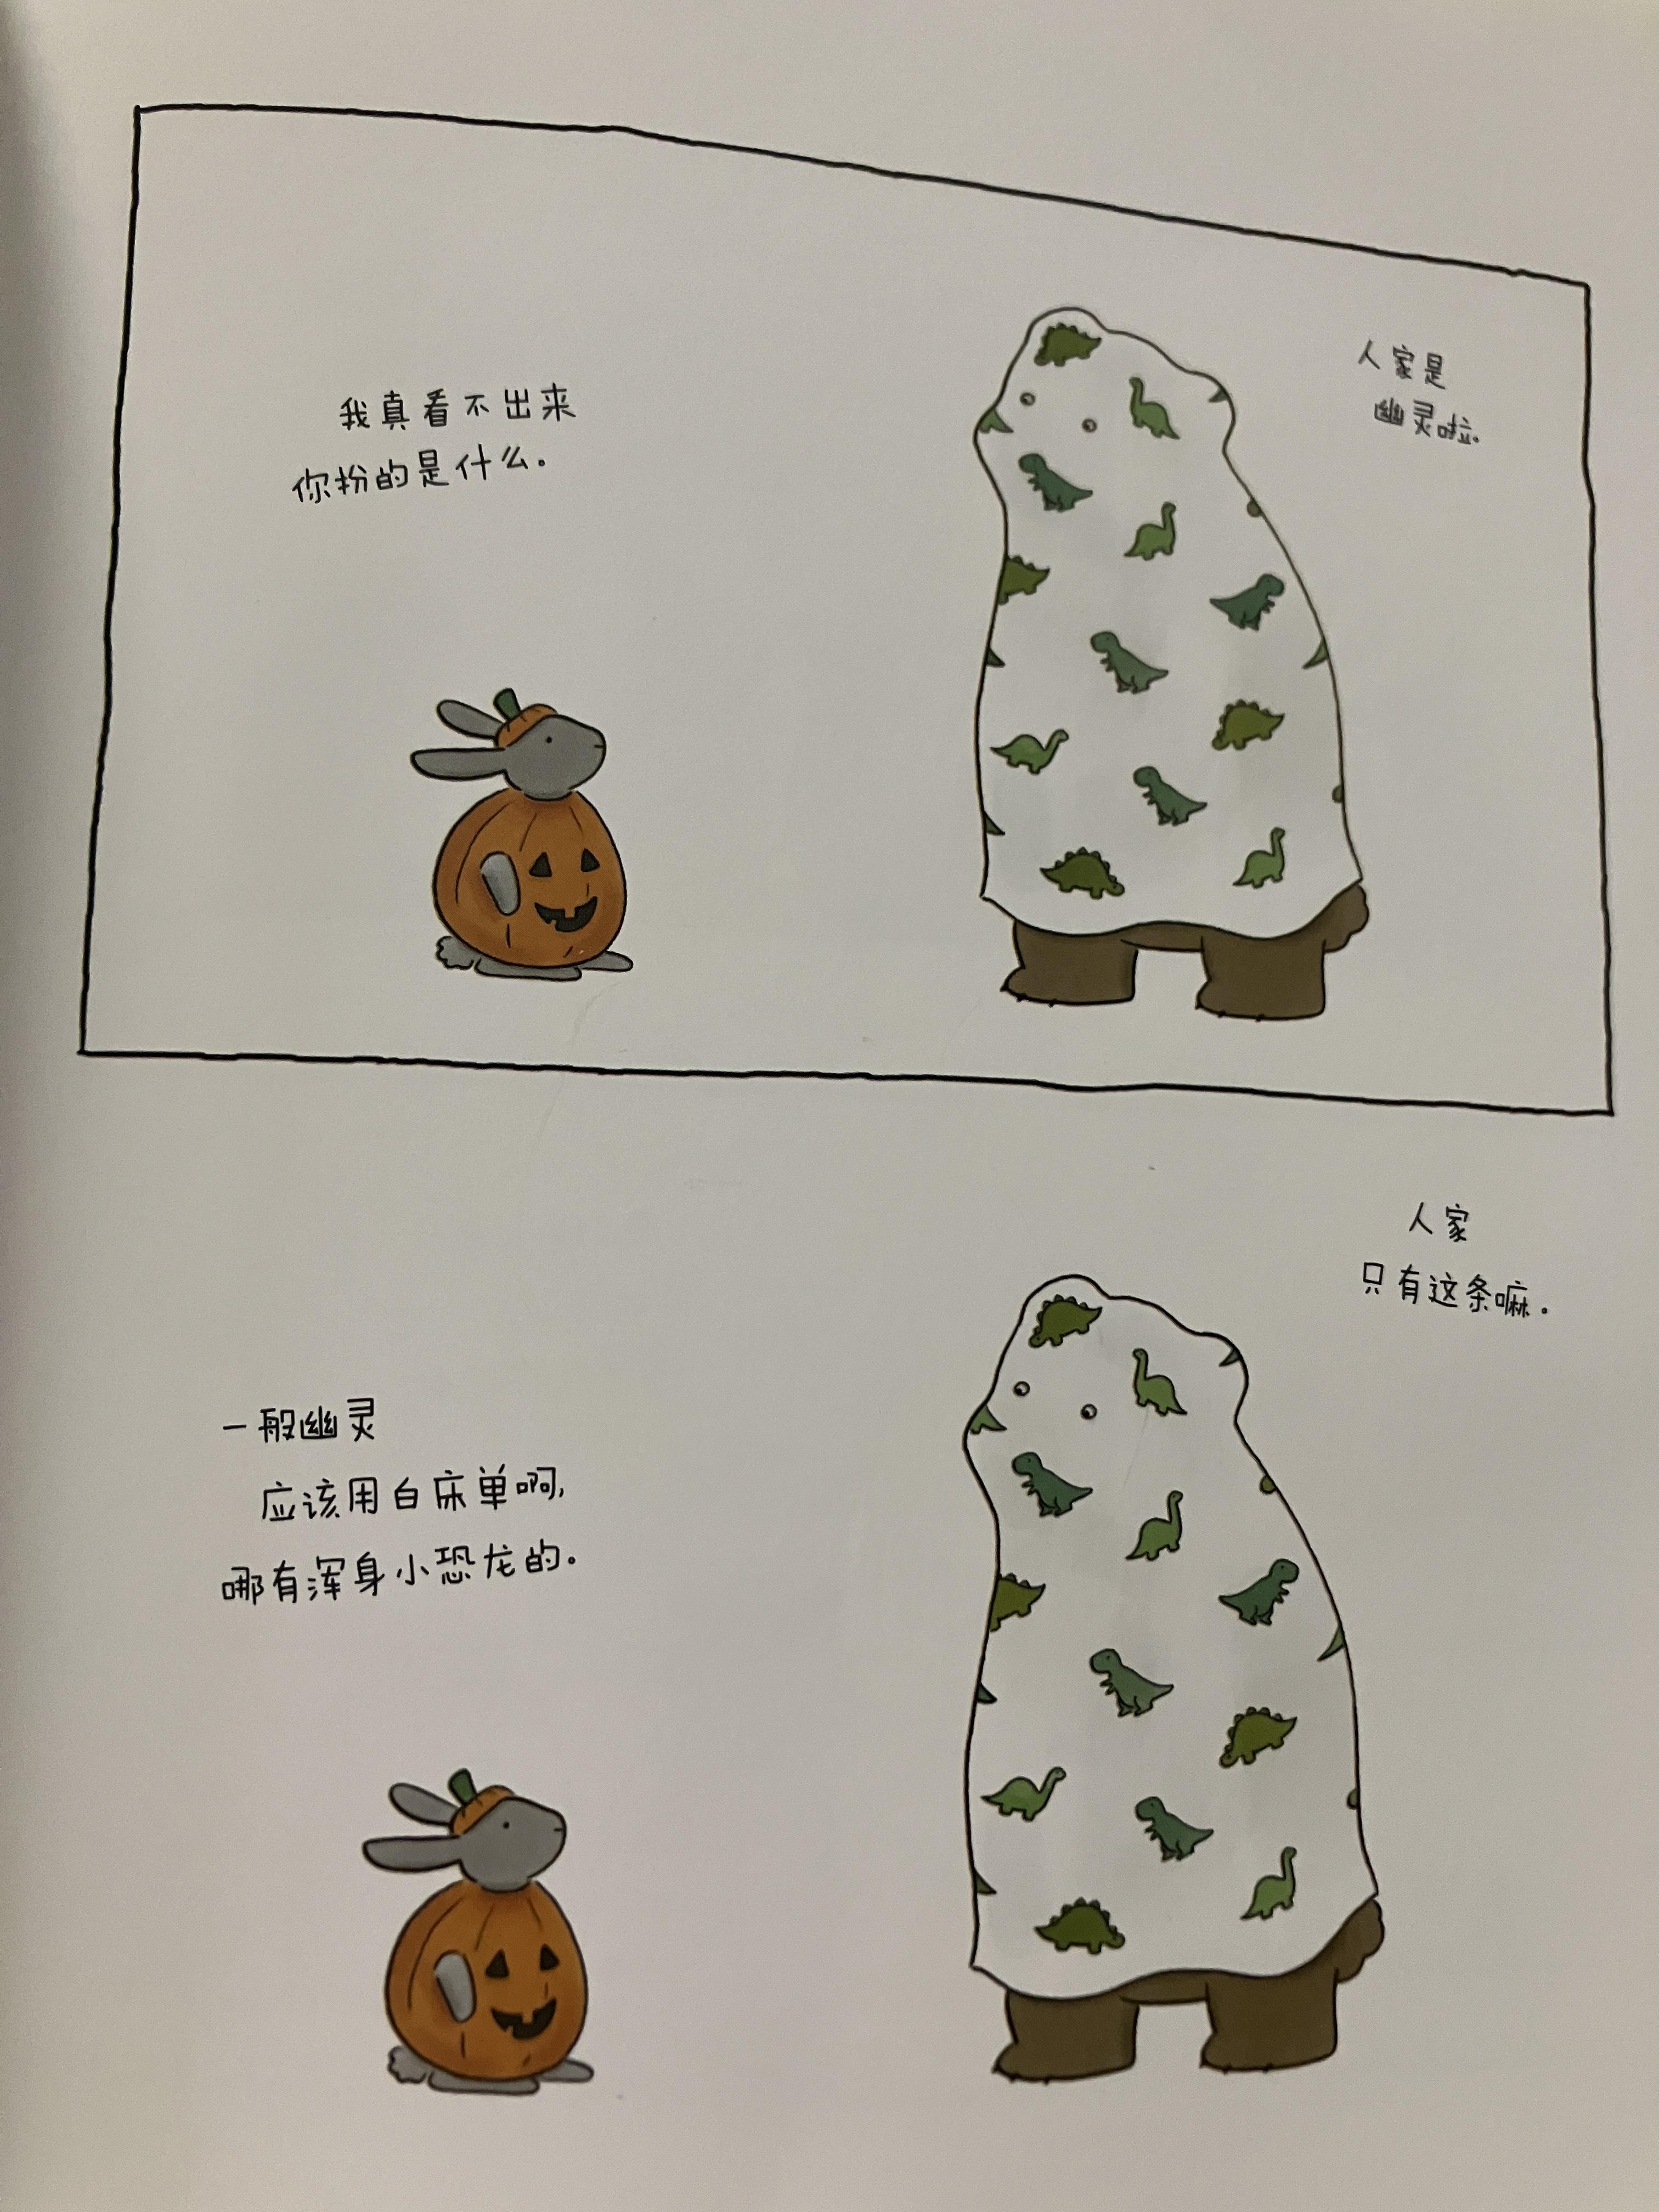 我真看不出来
你扮的是什么。
人家是
幽灵啦。
人家
只有这条嘛。
一般幽灵
应该用白床单啊,
哪有浑身小恐龙的。